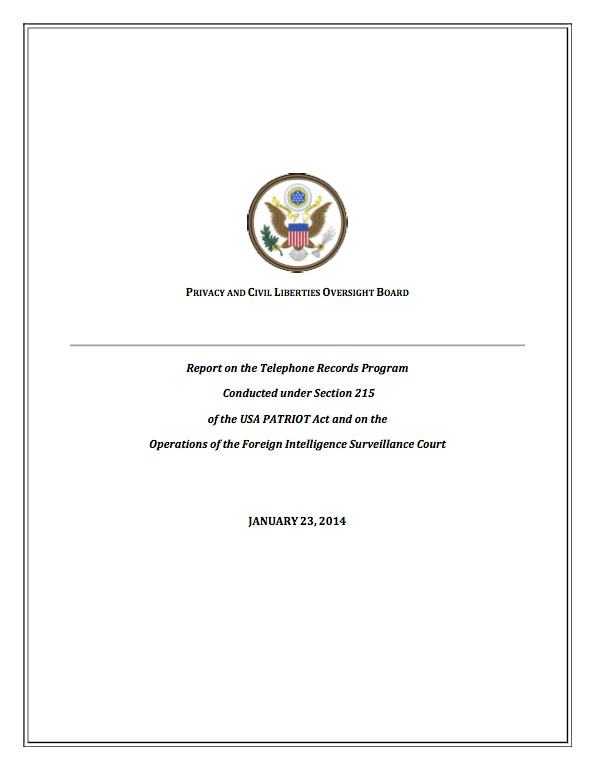 PRIVACY AND CIVIL LIBERTIES OVERSIGHT BOARD
Report on the Telephone Records Program
Conducted under Section 215
of the USA PATRIOT Act and on the
Operations of the Foreign Intelligence Surveillance Court
JANUARY 23, 2014